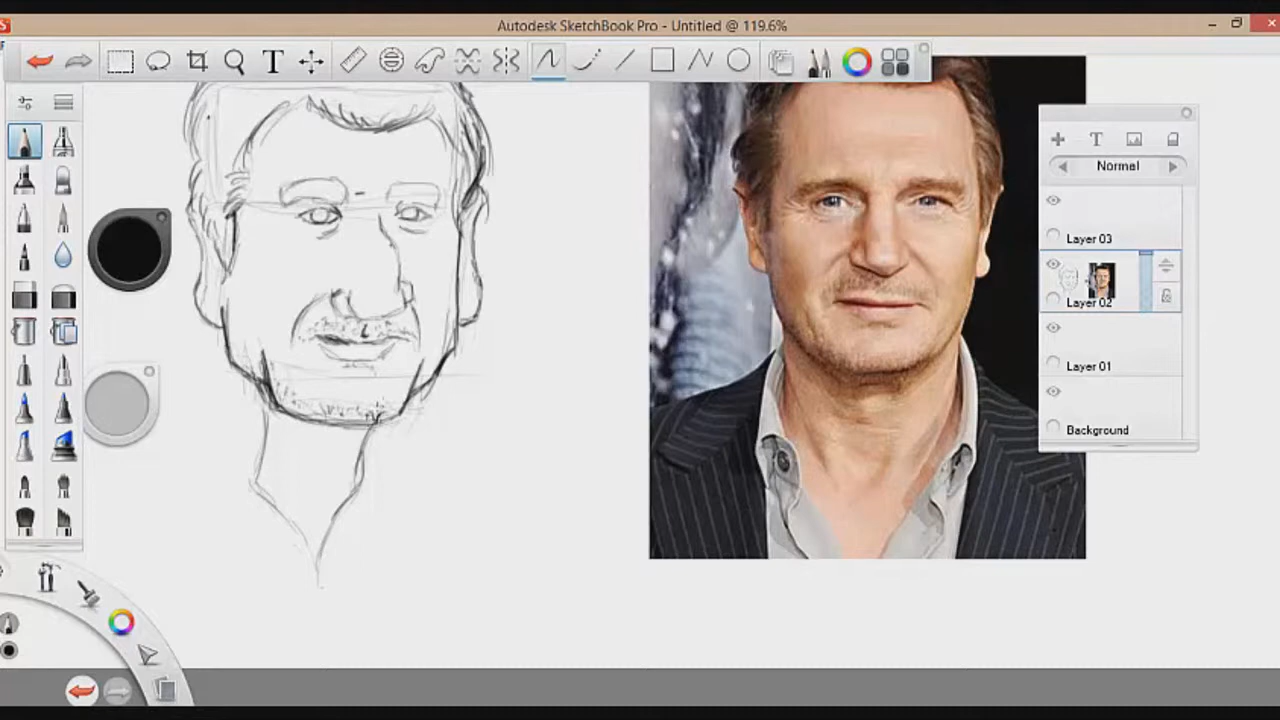 Autodesk SketchBook Pro - Untitled @ 119.6%
T
T
Normal
Layer 03
Layer 02
Layer 01
Background